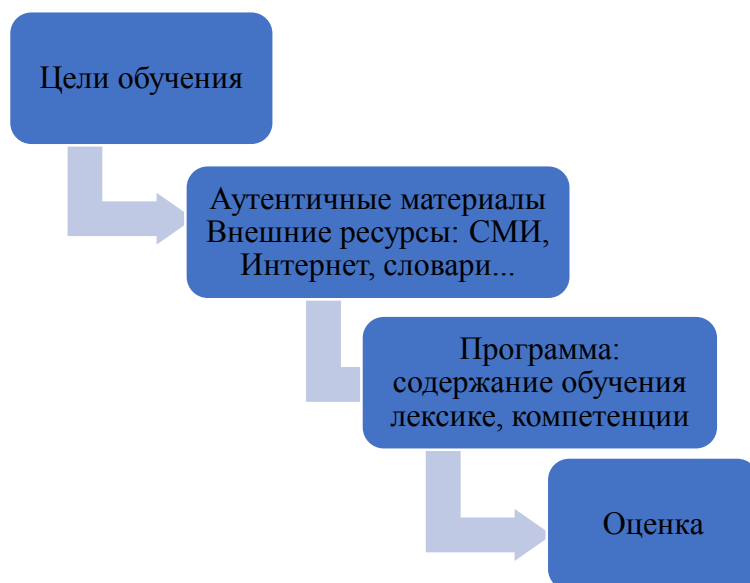 Цели обучения
Аутентичные материалы
Внешние ресурсы: СМИ,
Интернет, словари...
Программа:
содержание обучения
лексике, компетенции
Оценка